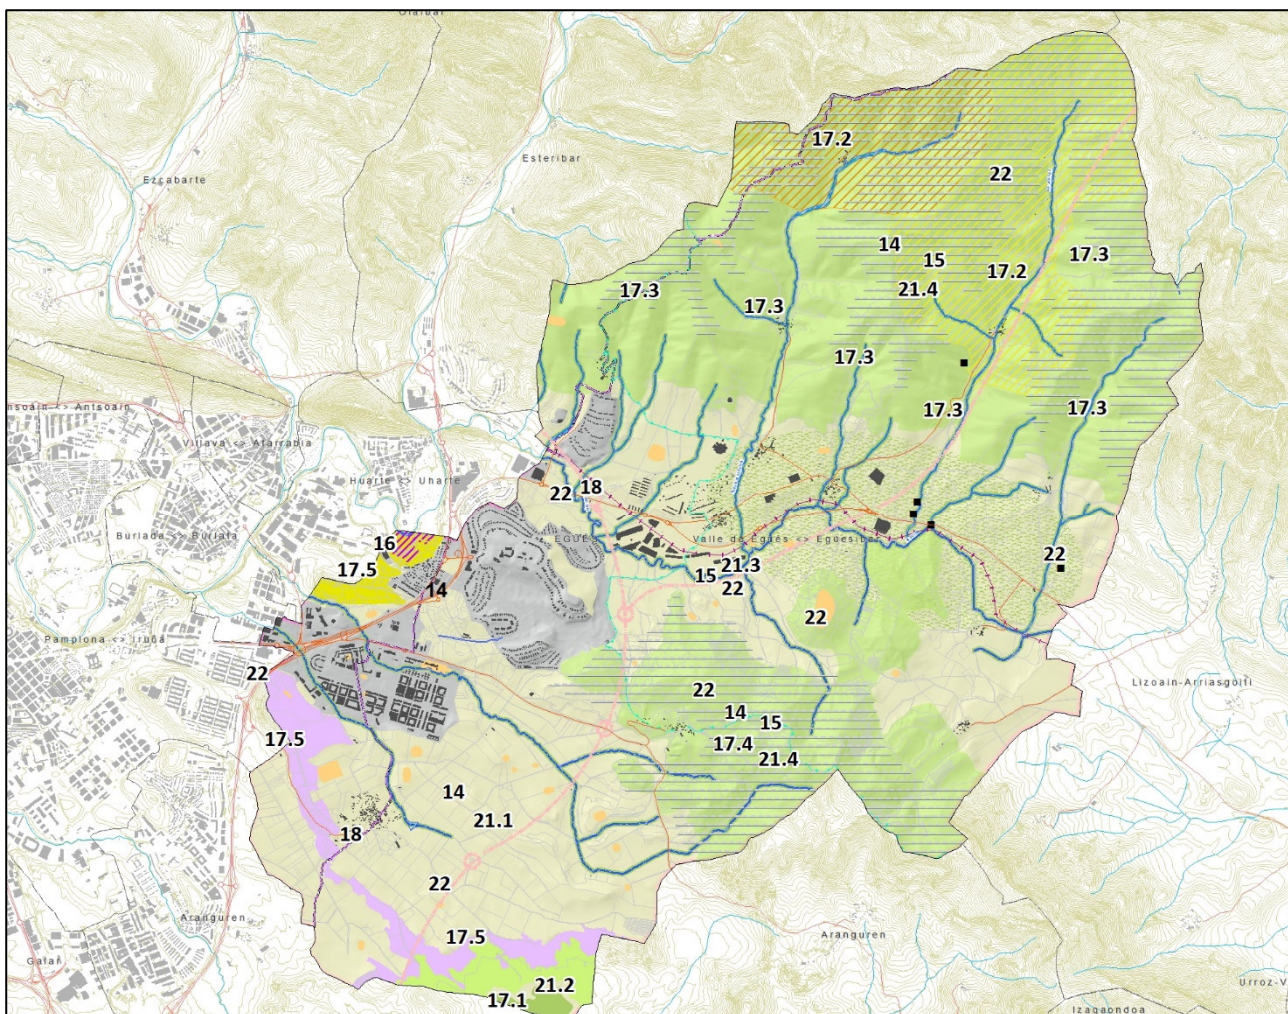 Olaibar
Esteribar
Ezcabarte
17.2
22
14
15
17.2
17.3
21.4
17.3
17.3
17.3
17.3
17.3
Ansoain <> Antsoain
Villava <> Atarrabia
Huarte <> Uharte
22
18
Burlada <> Burlata
EGÜÉS
Valle de Egüés <> Eguesibar
16
17.5
14
15
21.3
22
22
22
Pamplona <> Iruña
22
Lizoain-Arriasgoiti
22
14
15
17.5
17.4
21.4
14
21.1
18
22
Aranguren
17.5
Aranguren
Galar
21.2
17.1
Urroz-V
Izagaondoa